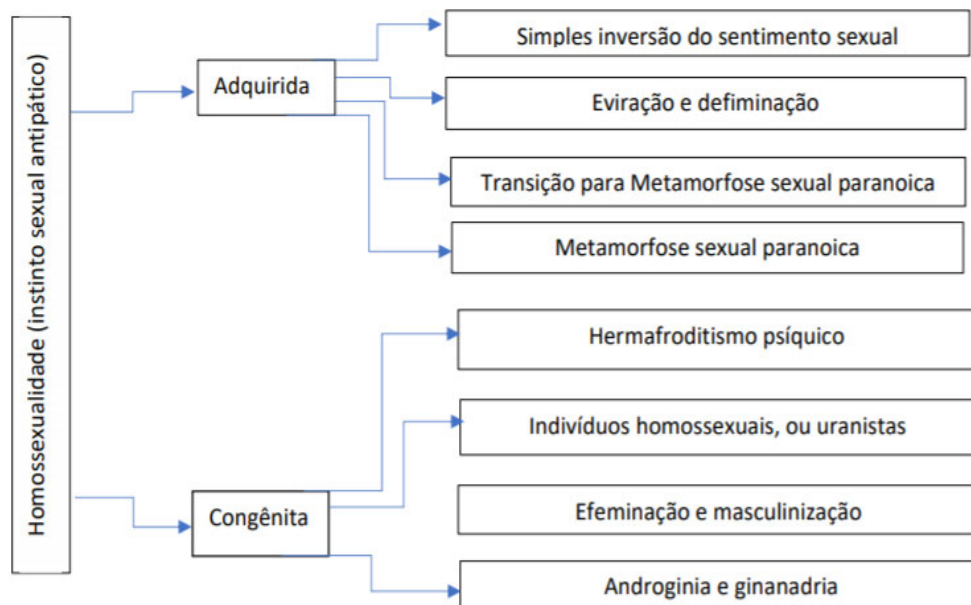 Homossexualidade (instinto sexual antipático)
Adquirida
Simples inversão do sentimento sexual
Eviração e defiminação
Transição para Metamorfose sexual paranoica
Metamorfose sexual paranoica
Congênita
Hermafroditismo psíquico
Indivíduos homossexuais, ou uranistas
Efeminação e masculinização
Androginia e ginanadria